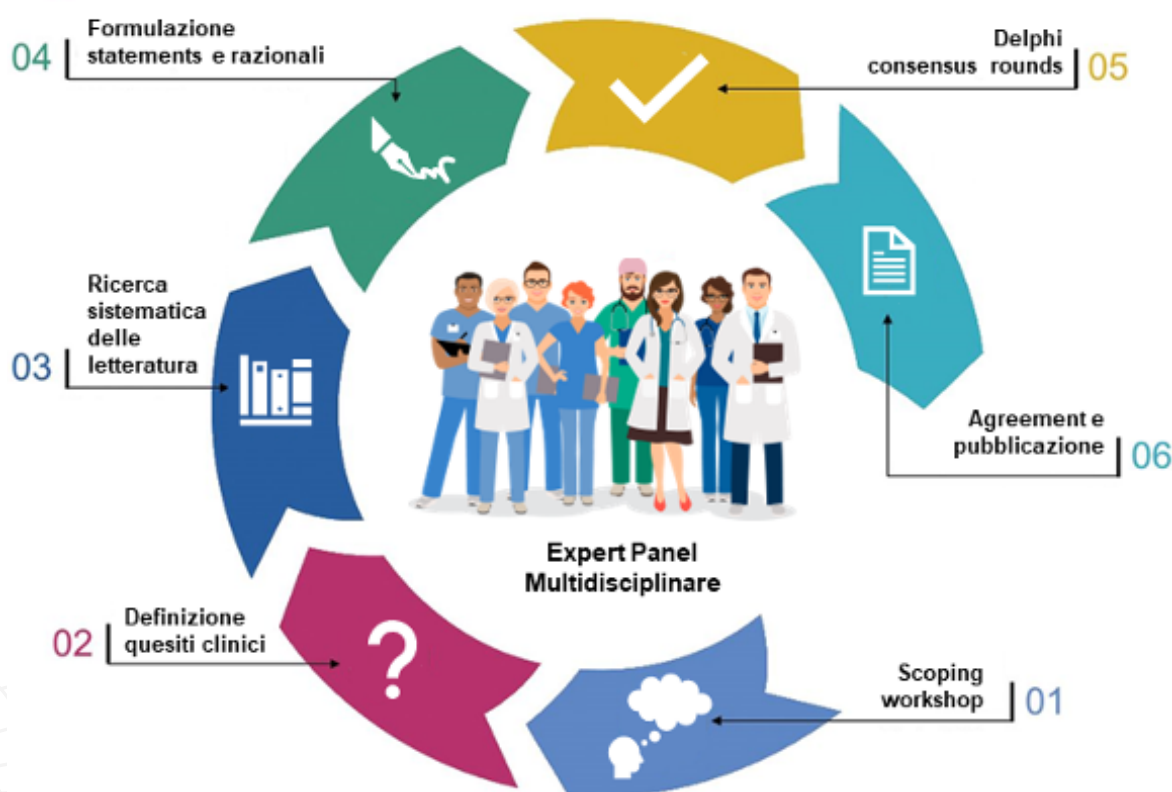 04
Formulazione
statements e razionali
Delphi
consensus rounds
05
Ricerca
sistematica
delle
letteratura
03
Agreement e
pubblicazione
06
Expert Panel
Multidisciplinare
02
Definizione
quesiti clinici
Scoping
workshop
01